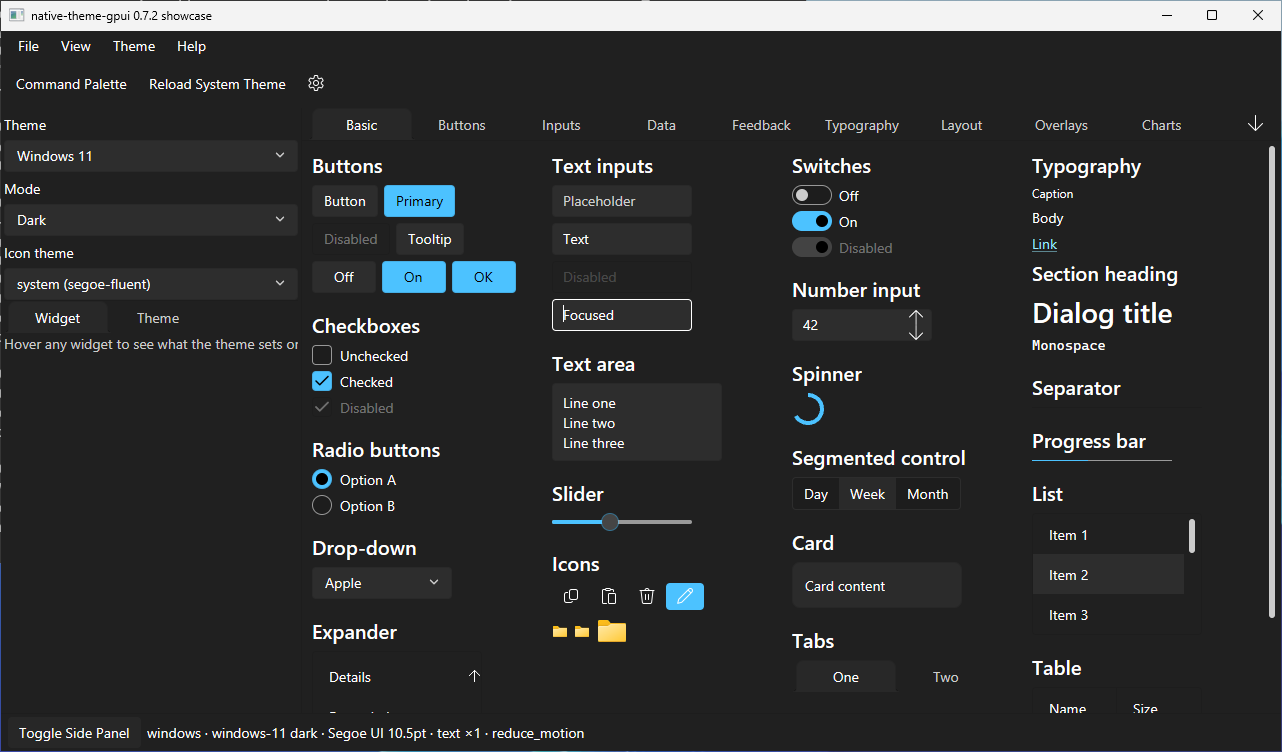 native-theme-gpui 0.7.2 showcase
File View Theme Help
Command Palette Reload System Theme
Theme
Windows 11
Mode
Dark
Icon theme
system (segoe-fluent)
Widget Theme
Hover any widget to see what the theme sets or
Basic Buttons Inputs Data Feedback Typography Layout Overlays Charts
Buttons
Button Primary
Disabled Tooltip
Off On OK
Checkboxes
Unchecked
Checked
Disabled
Radio buttons
Option A
Option B
Drop-down
Apple
Expander
Details
Text inputs
Placeholder
Text
Disabled
Focused
Text area
Line one
Line two
Line three
Slider
Icons
Switches
Off
On
Disabled
Number input
42
Spinner
Segmented control
Day Week Month
Card
Card content
Tabs
One Two
Typography
Caption
Body
Link
Section heading
Dialog title
Monospace
Separator
Progress bar
List
Item 1
Item 2
Item 3
Table
Name Size
Toggle Side Panel windows · windows-11 dark · Segoe UI 10.5pt · text ×1 · reduce_motion